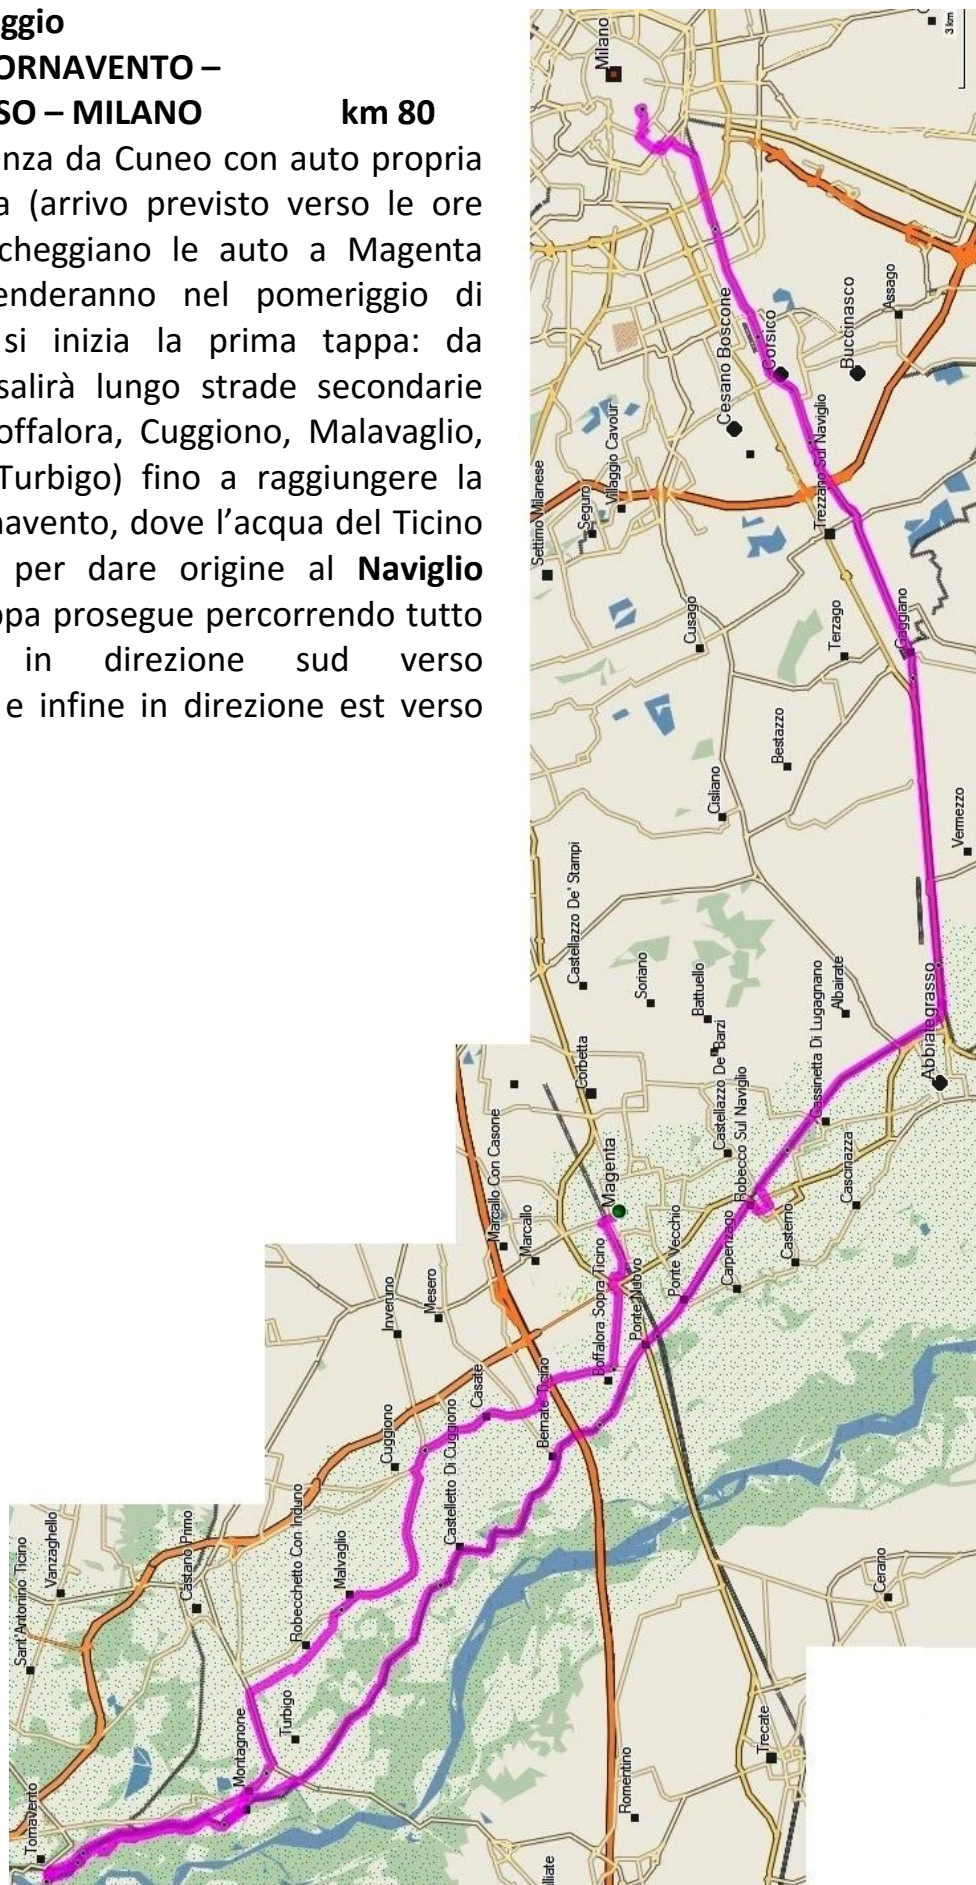 ggio
ORNAVENTO –
SO – MILANO km 80
enza da Cuneo con auto propria
a (arrivo previsto verso le ore
cheggiano le auto a Magenta
enderanno nel pomeriggio di
si inizia la prima tappa: da
salirà lungo strade secondarie
offalora, Cuggiono, Malavaglio,
Turbigo) fino a raggiungere la
navento, dove l’acqua del Ticino
per dare origine al Naviglio
ppa prosegue percorrendo tutto
in direzione sud verso
e infine in direzione est verso
3 km
Milano
Cesano Boscone
Corsico
Buccinasco
Assago
Settimo Milanese
Seguro
Villaggio Cavour
Trezzano Sul Naviglio
Cusago
Terzago
Gaggiano
Bestazzo
Cisliano
Vermezzo
Castellazzo De' Stampi
Soriano
Battuello
Castellazzo De' Barzi
Robecco Sul Naviglio
Cassinetta Di Lugagnano
Albairate
Abbiategrasso
Corbetta
Magenta
Marcallo Con Casone
Marcallo
Cascinazza
Casterno
Carpenzago
Ponte Vecchio
Ponte Nuovo
Boffalora Sopra Ticino
Inveruno
Mesero
Casate
Bernate Ticino
Cuggiono
Castelletto Di Cuggiono
Sant'Antonino Ticino
Vanzaghello
Castano Primo
Robecchetto Con Induno
Malvaglio
Turbigo
Montagnone
Tornavento
Cerano
Trecate
Romentino
lliate